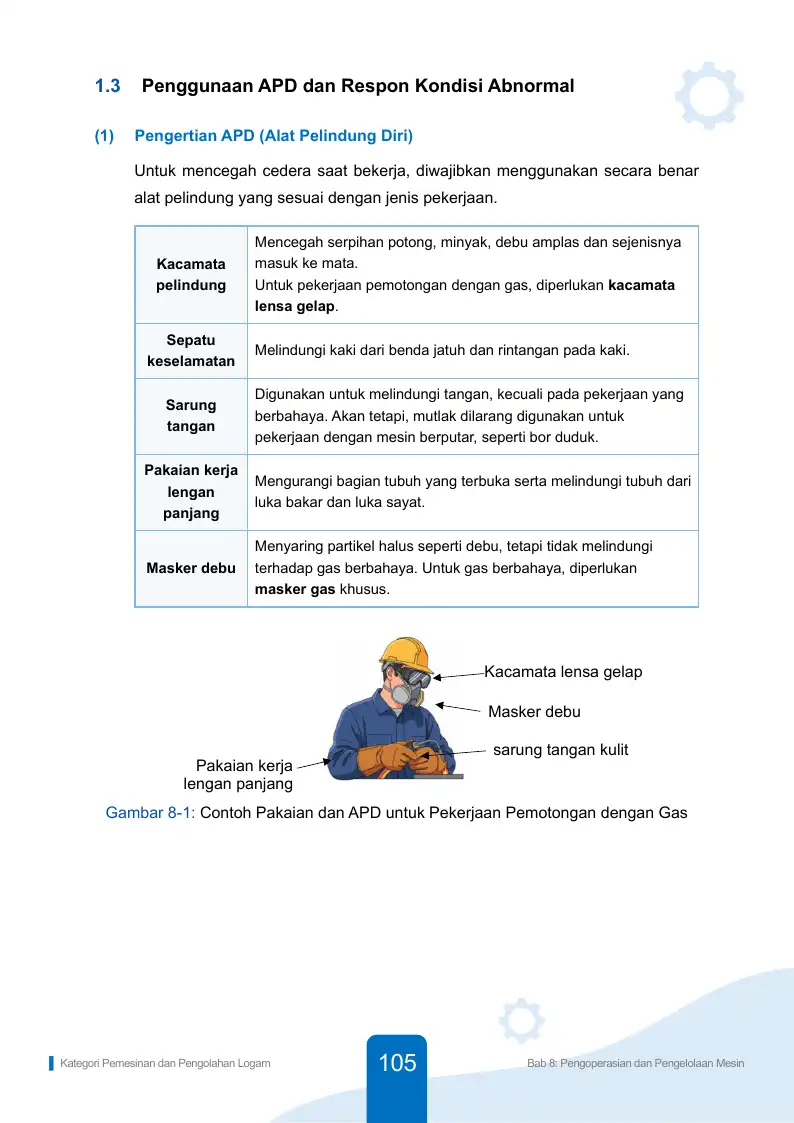 1.3 Penggunaan APD dan Respon Kondisi Abnormal
(1) Pengertian APD (Alat Pelindung Diri)
Untuk mencegah cedera saat bekerja, diwajibkan menggunakan secara benar
alat pelindung yang sesuai dengan jenis pekerjaan.
Kacamata
pelindung
Mencegah serpihan potong, minyak, debu amplas dan sejenisnya
masuk ke mata.
Untuk pekerjaan pemotongan dengan gas, diperlukan kacamata
lensa gelap.
Sepatu
keselamatan
Melindungi kaki dari benda jatuh dan rintangan pada kaki.
Sarung
tangan
Digunakan untuk melindungi tangan, kecuali pada pekerjaan yang
berbahaya. Akan tetapi, mutlak dilarang digunakan untuk
pekerjaan dengan mesin berputar, seperti bor duduk.
Pakaian kerja
lengan
panjang
Mengurangi bagian tubuh yang terbuka serta melindungi tubuh dari
luka bakar dan luka sayat.
Masker debu
Menyaring partikel halus seperti debu, tetapi tidak melindungi
terhadap gas berbahaya. Untuk gas berbahaya, diperlukan
masker gas khusus.
Kacamata lensa gelap
Masker debu
sarung tangan kulit
Pakaian kerja
lengan panjang
Gambar 8-1: Contoh Pakaian dan APD untuk Pekerjaan Pemotongan dengan Gas
Kategori Pemesinan dan Pengolahan Logam
105
Bab 8: Pengoperasian dan Pengelolaan Mesin